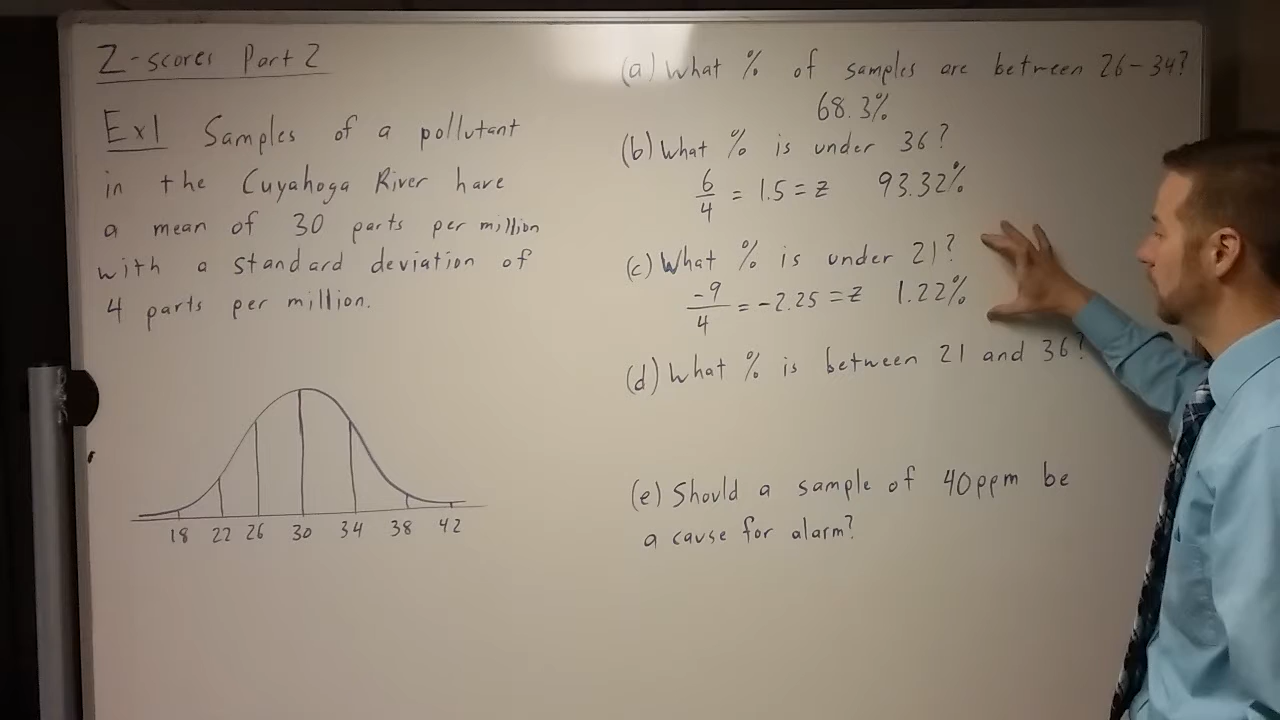 Z-scores Part 2
Ex1 Samples of a pollutant
in the Cuyahoga River have
a mean of 30 parts per million
with a standard deviation of
4 parts per million.
18 22 26 30 34 38 42
(a) What % of samples are between 26-34?
68.3%
(b) What % is under 36?
6/4 = 1.5 = z 93.32%
(c) What % is under 21?
-9/4 = -2.25 = z 1.22%
(d) What % is between 21 and 36?
(e) Should a sample of 40ppm be
a cause for alarm?